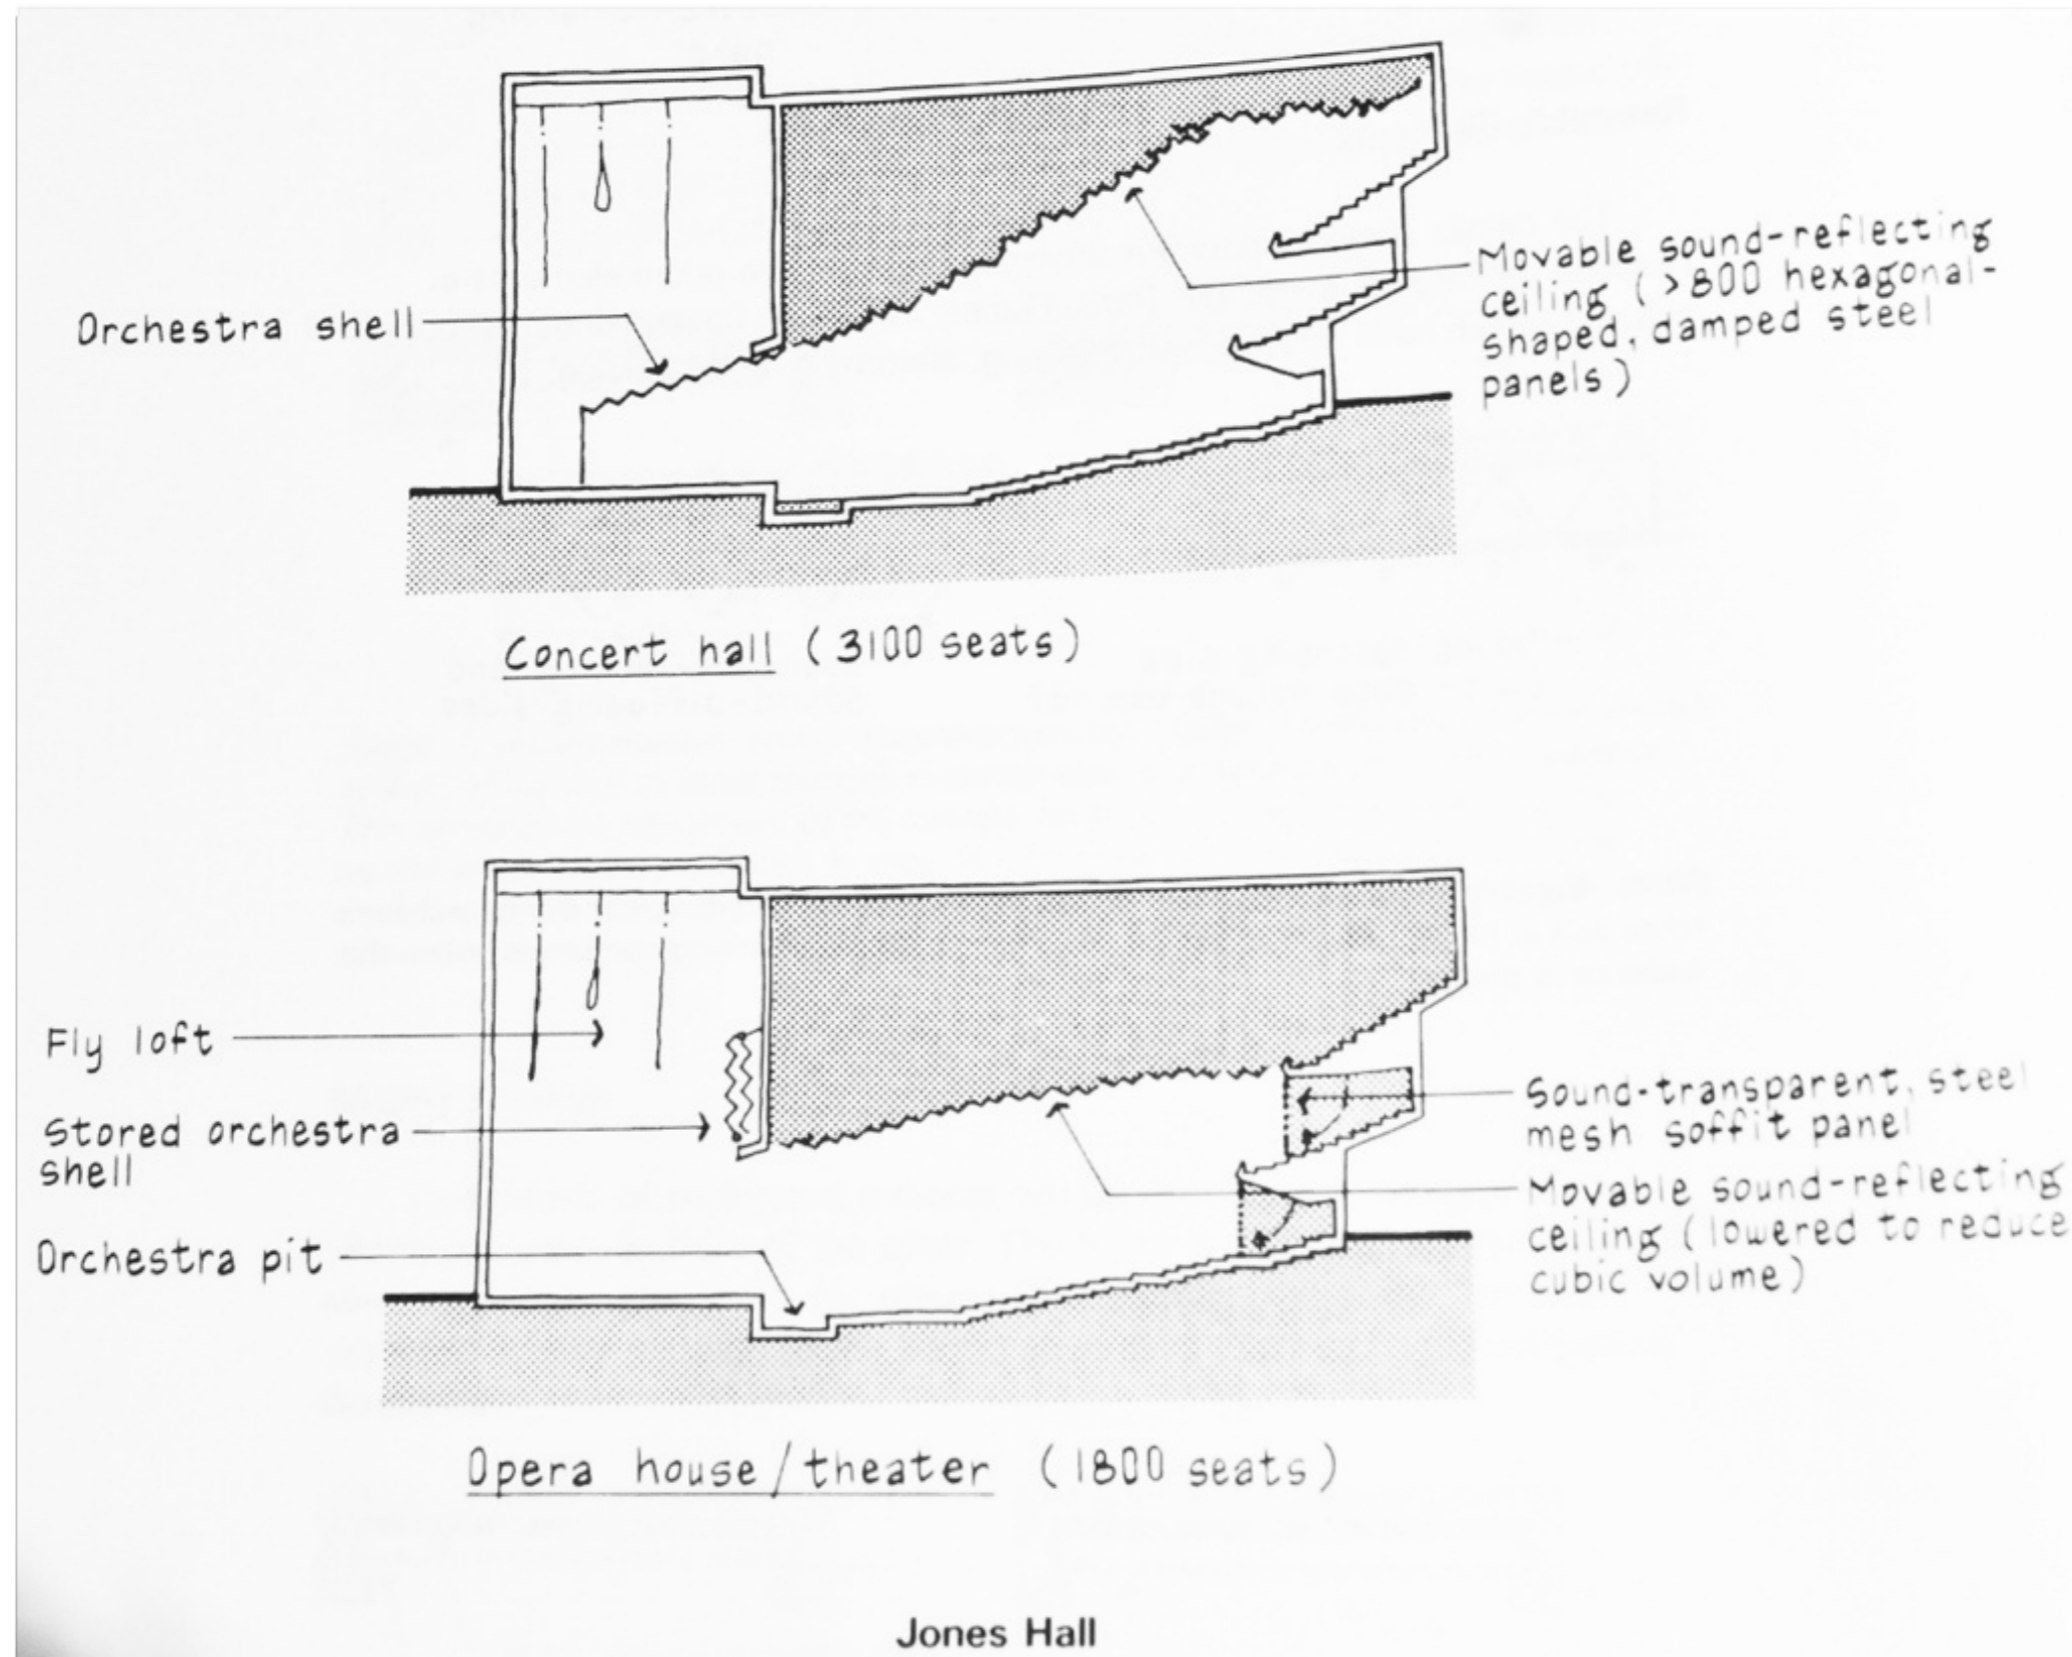 Orchestra shell
Movable sound-reflecting
ceiling (>800 hexagonal-
shaped, damped steel
panels)
Concert hall (3100 seats)
Fly loft
Stored orchestra
shell
Orchestra pit
Sound-transparent, steel
mesh soffit panel
Movable sound-reflecting
ceiling (lowered to reduce
cubic volume)
Opera house/theater (1800 seats)
Jones Hall